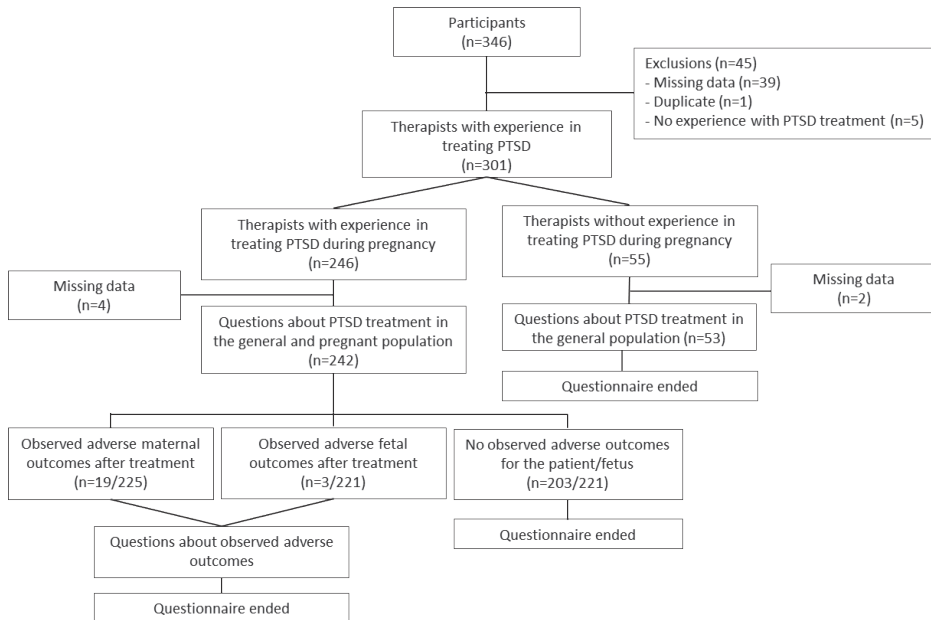 Participants
(n=346)
Exclusions (n=45)
- Missing data (n=39)
- Duplicate (n=1)
- No experience with PTSD treatment (n=5)
Therapists with experience in
treating PTSD
(n=301)
Therapists with experience in
treating PTSD during pregnancy
(n=246)
Therapists without experience in
treating PTSD during pregnancy
(n=55)
Missing data
(n=4)
Missing data
(n=2)
Questions about PTSD treatment in
the general and pregnant population
(n=242)
Questions about PTSD treatment in
the general population (n=53)
Questionnaire ended
Observed adverse maternal
outcomes after treatment
(n=19/225)
Observed adverse fetal
outcomes after treatment
(n=3/221)
No observed adverse outcomes
for the patient/fetus
(n=203/221)
Questionnaire ended
Questions about observed adverse
outcomes
Questionnaire ended